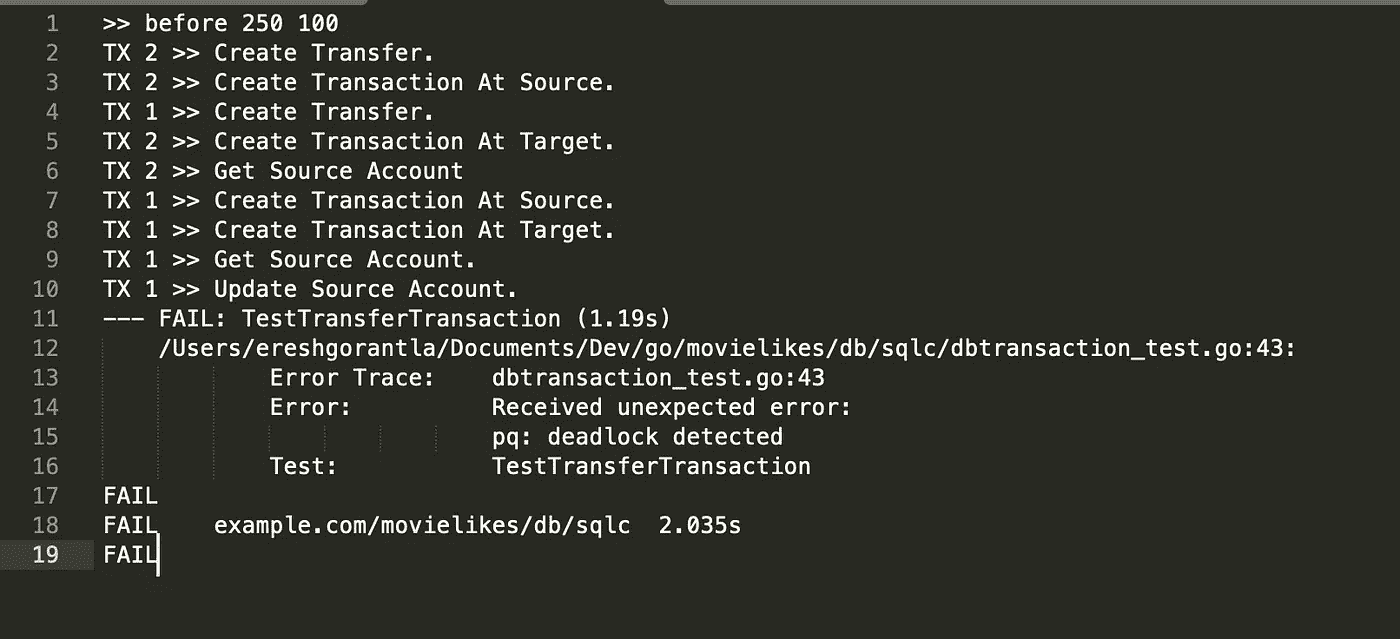 1 >> before 250 100
2 TX 2 >> Create Transfer.
3 TX 2 >> Create Transaction At Source.
4 TX 1 >> Create Transfer.
5 TX 2 >> Create Transaction At Target.
6 TX 2 >> Get Source Account
7 TX 1 >> Create Transaction At Source.
8 TX 1 >> Create Transaction At Target.
9 TX 1 >> Get Source Account.
10 TX 1 >> Update Source Account.
11 --- FAIL: TestTransferTransaction (1.19s)
12 /Users/ereshgorantla/Documents/Dev/go/movielikes/db/sqlc/dbtransaction_test.go:43:
13 Error Trace: dbtransaction_test.go:43
14 Error: Received unexpected error:
15 pq: deadlock detected
16 Test: TestTransferTransaction
17 FAIL
18 FAIL example.com/movielikes/db/sqlc 2.035s
19 FAIL